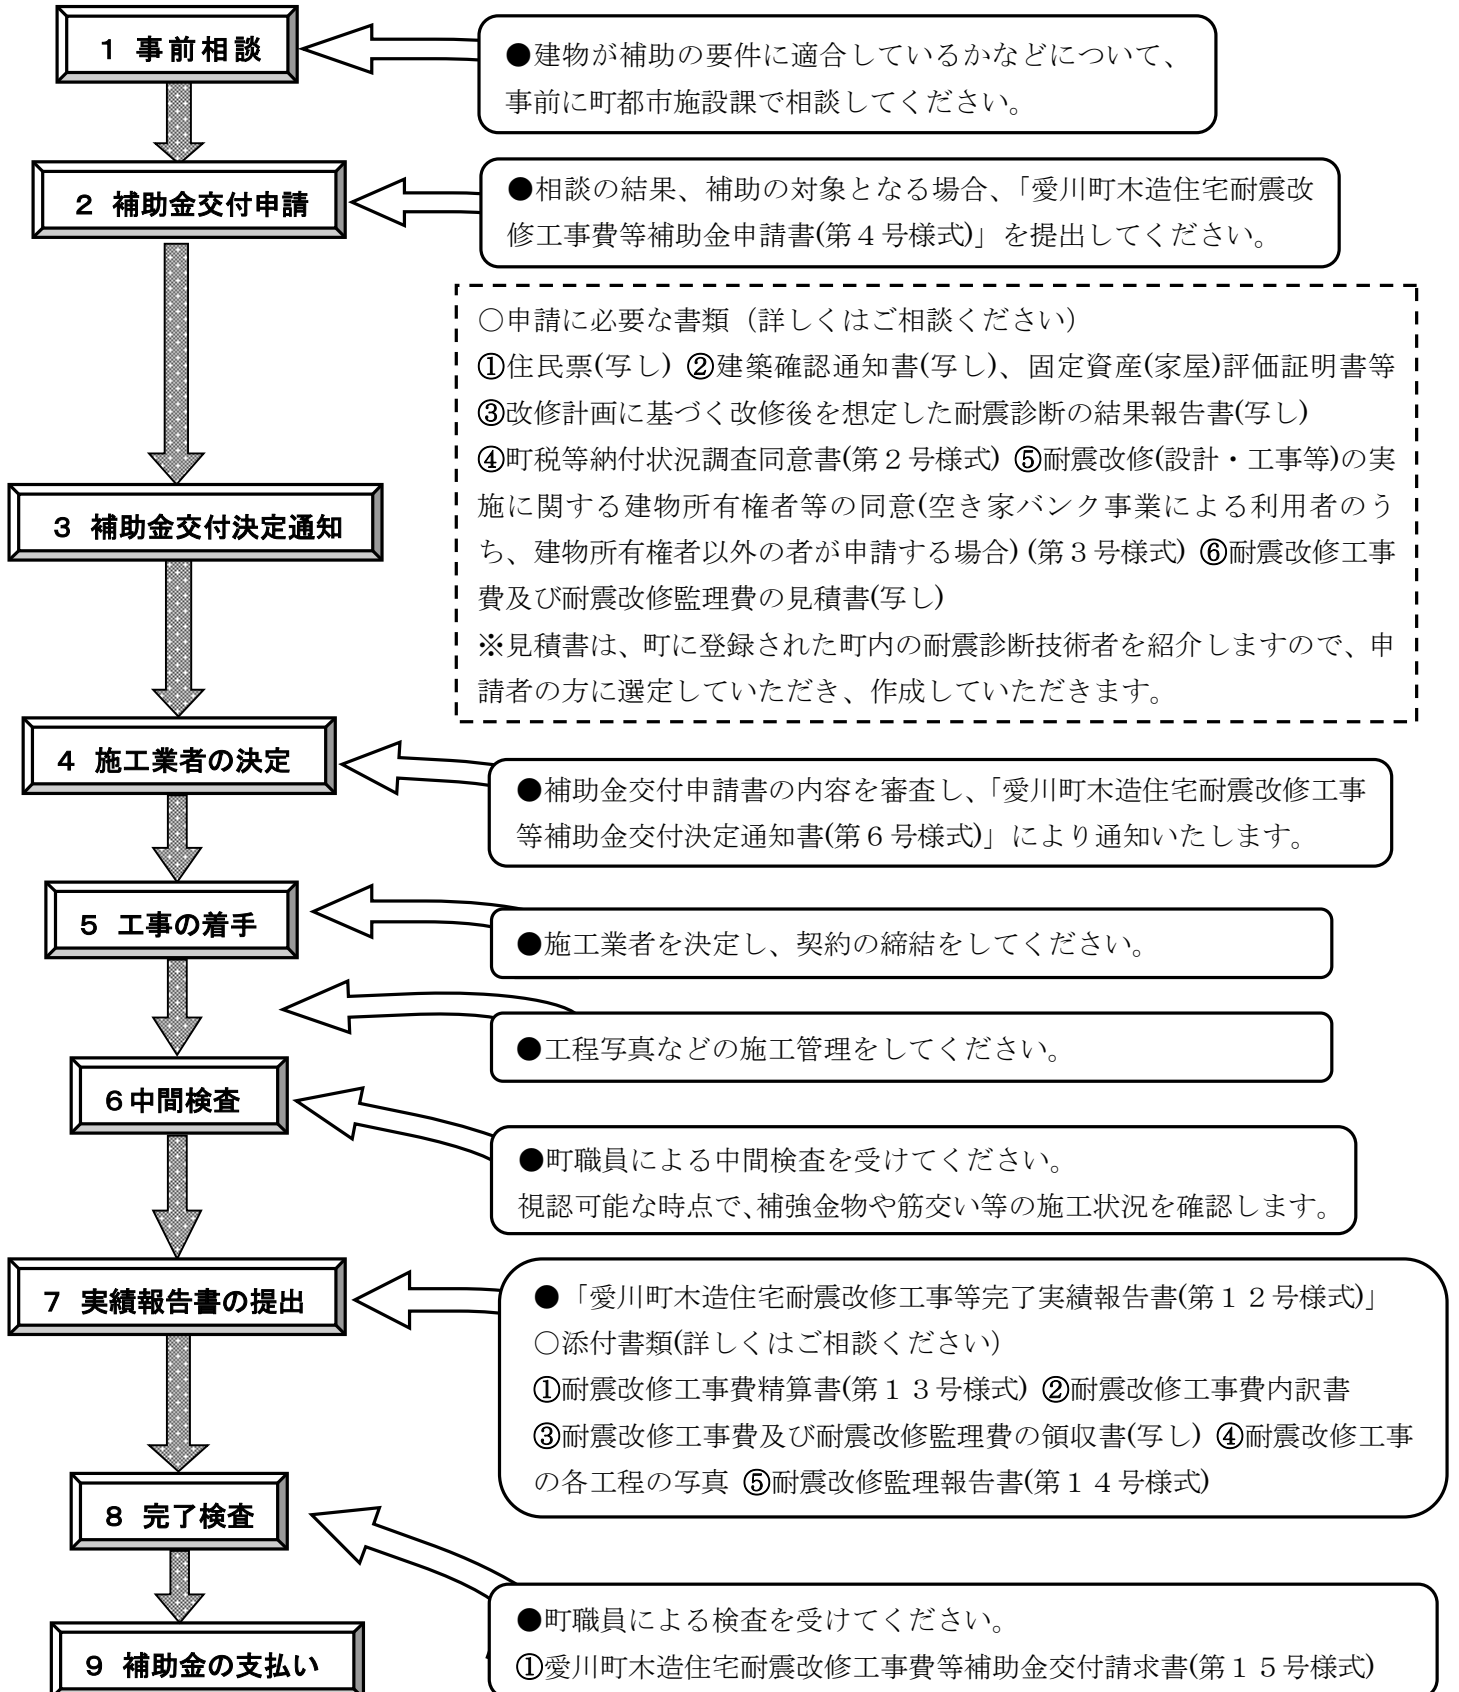 １ 事前相談
●建物が補助の要件に適合しているかなどについて、
事前に町都市施設課で相談してください。
２ 補助金交付申請
●相談の結果、補助の対象となる場合、「愛川町木造住宅耐震改
修工事費等補助金申請書(第４号様式)」を提出してください。
○申請に必要な書類（詳しくはご相談ください）
①住民票(写し) ②建築確認通知書(写し)、固定資産(家屋)評価証明書等
③改修計画に基づく改修後を想定した耐震診断の結果報告書(写し)
④町税等納付状況調査同意書(第２号様式) ⑤耐震改修(設計・工事等)の実
施に関する建物所有権者等の同意(空き家バンク事業による利用者のう
ち、建物所有権者以外の者が申請する場合) (第３号様式) ⑥耐震改修工事
費及び耐震改修監理費の見積書(写し)
※見積書は、町に登録された町内の耐震診断技術者を紹介しますので、申
請者の方に選定していただき、作成していただきます。
３ 補助金交付決定通知
４ 施工業者の決定
●補助金交付申請書の内容を審査し、「愛川町木造住宅耐震改修工事
等補助金交付決定通知書(第６号様式)」により通知いたします。
５ 工事の着手
●施工業者を決定し、契約の締結をしてください。
●工程写真などの施工管理をしてください。
６中間検査
●町職員による中間検査を受けてください。
視認可能な時点で、補強金物や筋交い等の施工状況を確認します。
７ 実績報告書の提出
●「愛川町木造住宅耐震改修工事等完了実績報告書(第１２号様式)」
○添付書類(詳しくはご相談ください）
①耐震改修工事費精算書(第１３号様式) ②耐震改修工事費内訳書
③耐震改修工事費及び耐震改修監理費の領収書(写し) ④耐震改修工事
の各工程の写真 ⑤耐震改修監理報告書(第１４号様式)
８ 完了検査
●町職員による検査を受けてください。
①愛川町木造住宅耐震改修工事費等補助金交付請求書(第１５号様式)
９ 補助金の支払い